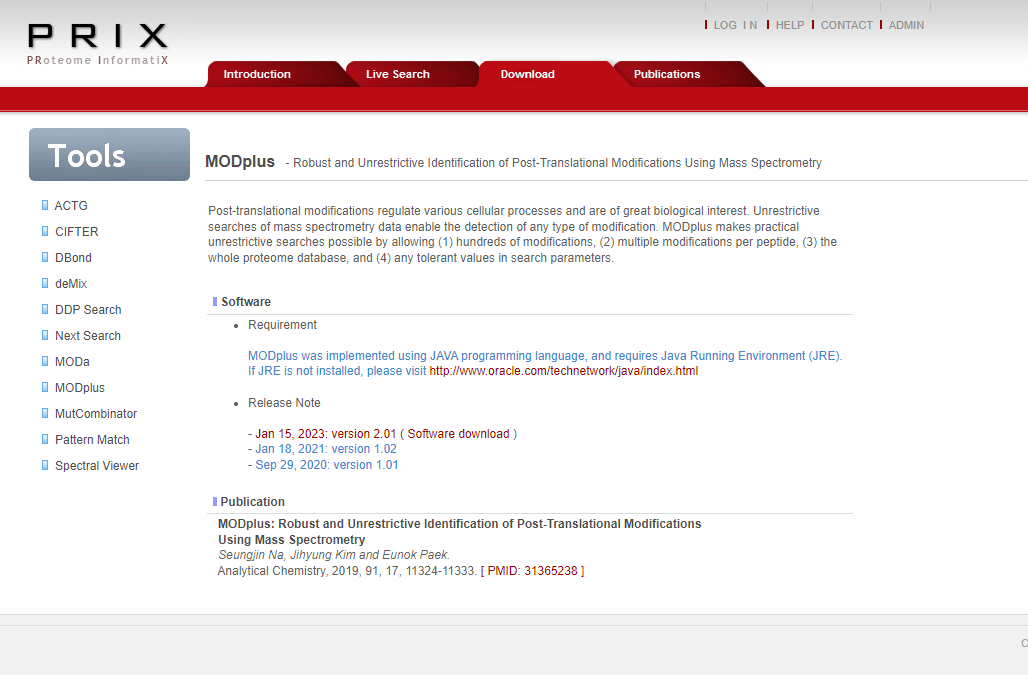 PRIX
PRoteome InformatiX
LOG IN
HELP
CONTACT
ADMIN
Introduction
Live Search
Download
Publications
Tools
ACTG
CIFTER
DBond
deMix
DDP Search
Next Search
MODa
MODplus
MutCombinator
Pattern Match
Spectral Viewer
MODplus - Robust and Unrestrictive Identification of Post-Translational Modifications Using Mass Spectrometry
Post-translational modifications regulate various cellular processes and are of great biological interest. Unrestrictive
searches of mass spectrometry data enable the detection of any type of modification. MODplus makes practical
unrestrictive searches possible by allowing (1) hundreds of modifications, (2) multiple modifications per peptide, (3) the
whole proteome database, and (4) any tolerant values in search parameters.
Software
• Requirement
MODplus was implemented using JAVA programming language, and requires Java Running Environment (JRE).
If JRE is not installed, please visit http://www.oracle.com/technetwork/java/index.html
• Release Note
- Jan 15, 2023: version 2.01 ( Software download )
- Jan 18, 2021: version 1.02
- Sep 29, 2020: version 1.01
Publication
MODplus: Robust and Unrestrictive Identification of Post-Translational Modifications
Using Mass Spectrometry
Seungjin Na, Jihyung Kim and Eunok Paek.
Analytical Chemistry, 2019, 91, 17, 11324-11333. [ PMID: 31365238 ]